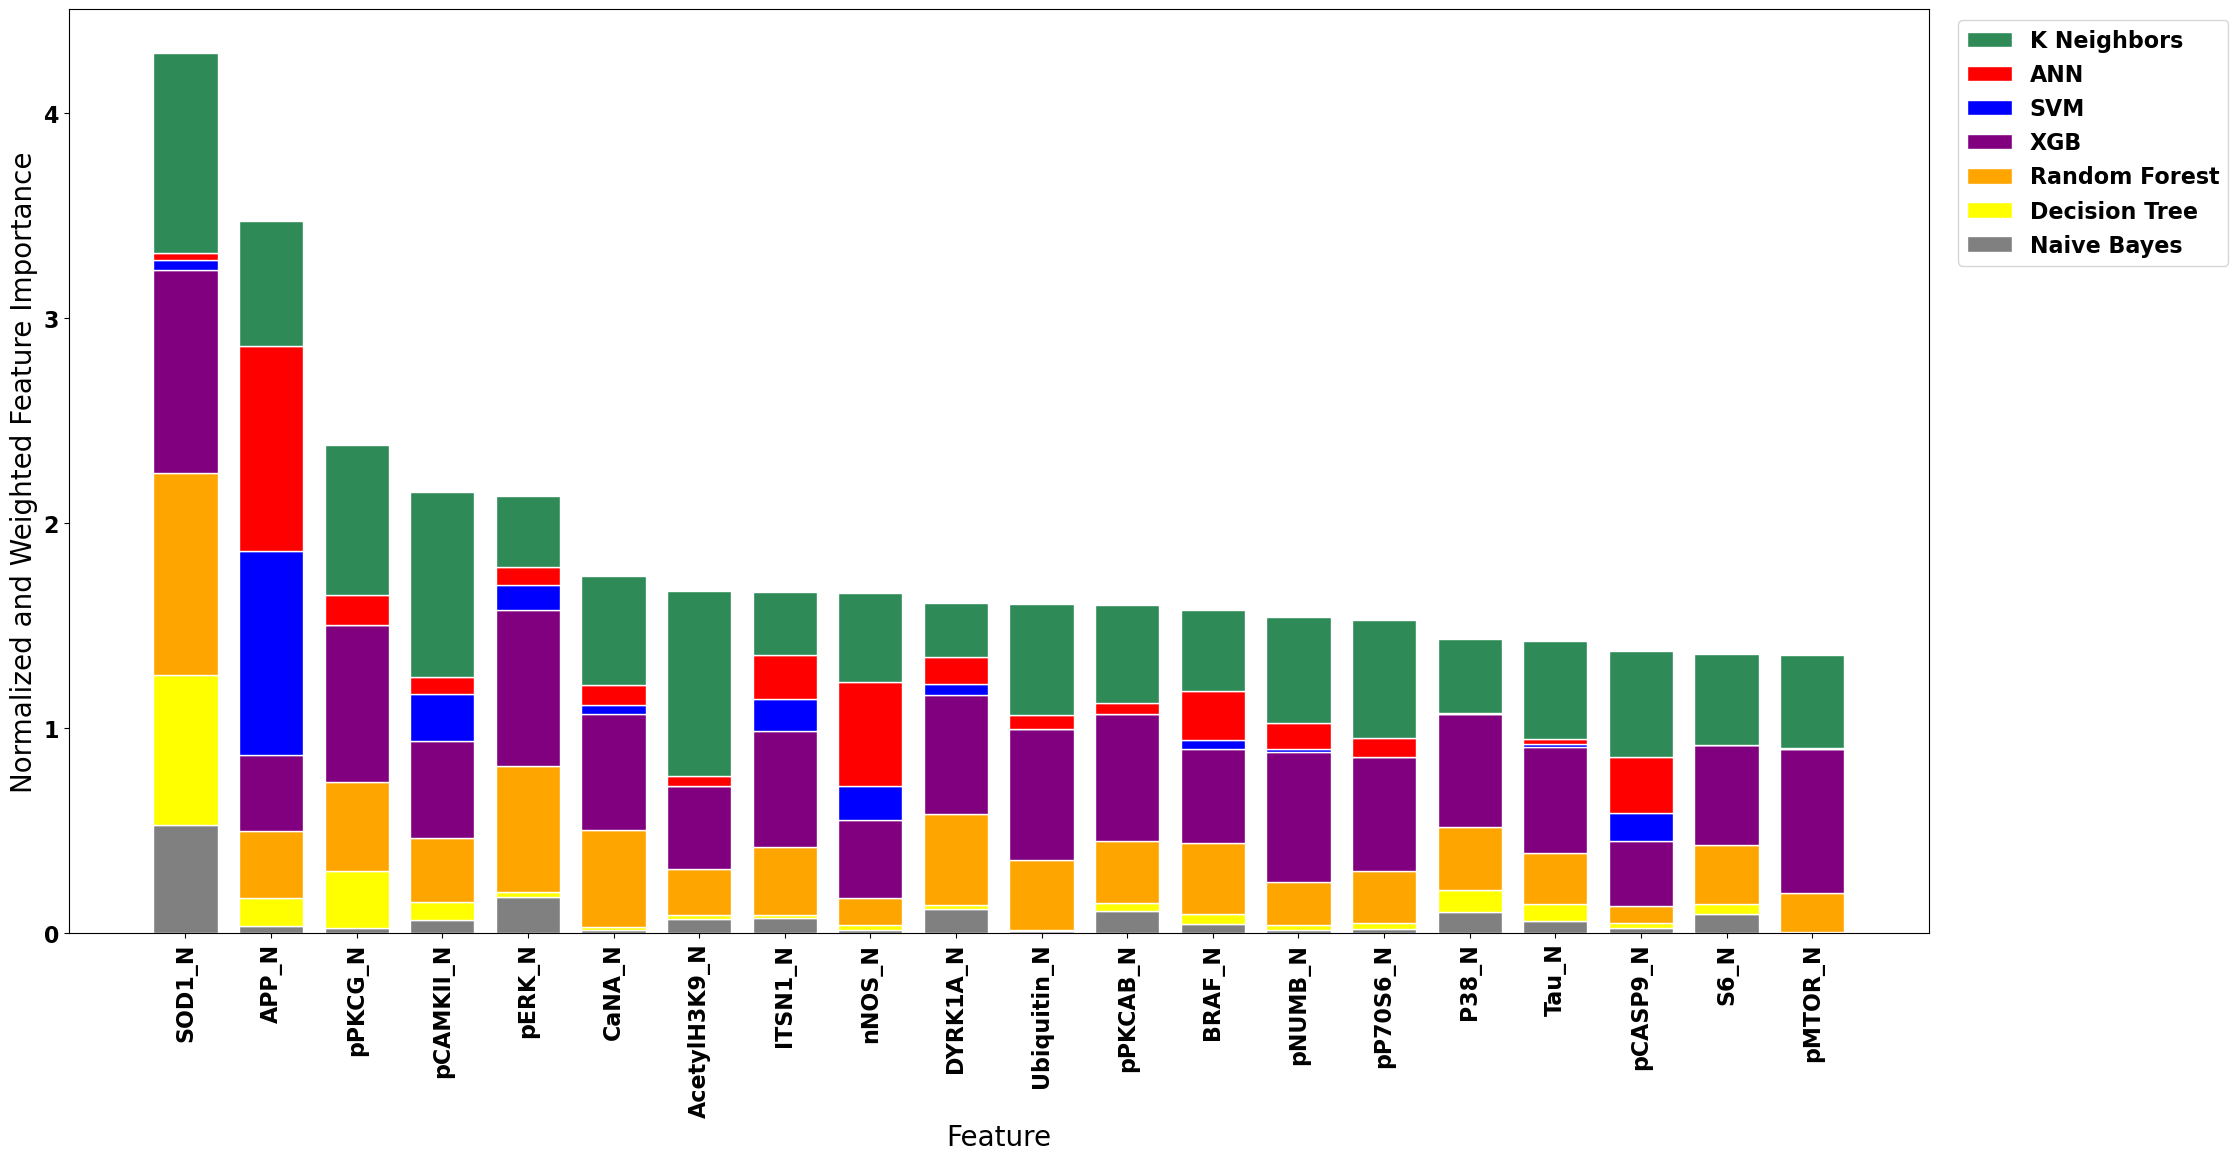 Normalized and Weighted Feature Importance
4
3
2
1
0
K Neighbors
ANN
SVM
XGB
Random Forest
Decision Tree
Naive Bayes
SOD1_N
APP_N
pPKCG_N
pCAMKII_N
pERK_N
CaNA_N
AcetylH3K9_N
ITSN1_N
nNOS_N
DYRK1A_N
Ubiquitin_N
pPKCAB_N
BRAF_N
pNUMB_N
pP70S6_N
P38_N
Tau_N
pCASP9_N
S6_N
pMTOR_N
Feature